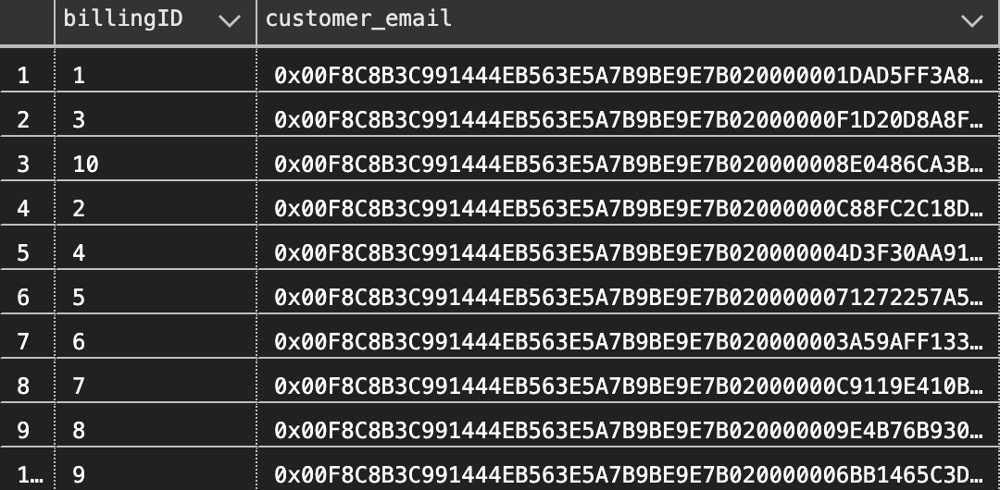 billingID customer_email
1 1 0x00F8C8B3C991444EB563E5A7B9BE9E7B020000001DAD5FF3A8…
2 3 0x00F8C8B3C991444EB563E5A7B9BE9E7B02000000F1D20D8A8F…
3 10 0x00F8C8B3C991444EB563E5A7B9BE9E7B020000008E0486CA3B…
4 2 0x00F8C8B3C991444EB563E5A7B9BE9E7B02000000C88FC2C18D…
5 4 0x00F8C8B3C991444EB563E5A7B9BE9E7B020000004D3F30AA91…
6 5 0x00F8C8B3C991444EB563E5A7B9BE9E7B0200000071272257A5…
7 6 0x00F8C8B3C991444EB563E5A7B9BE9E7B020000003A59AFF133…
8 7 0x00F8C8B3C991444EB563E5A7B9BE9E7B02000000C9119E410B…
9 8 0x00F8C8B3C991444EB563E5A7B9BE9E7B020000009E4B76B930…
1… 9 0x00F8C8B3C991444EB563E5A7B9BE9E7B020000006BB1465C3D…